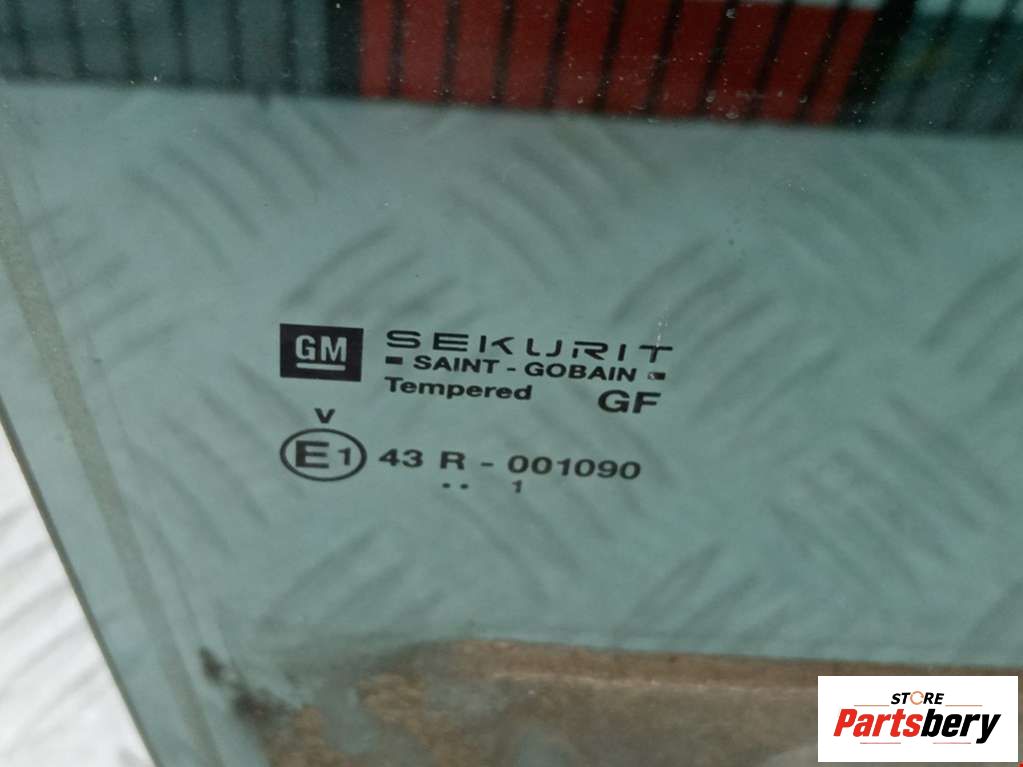 GM SEKURIT
SAINT - GOBAIN
Tempered GF
V
E1 43 R - 001090
.. 1
STORE
Partsbery